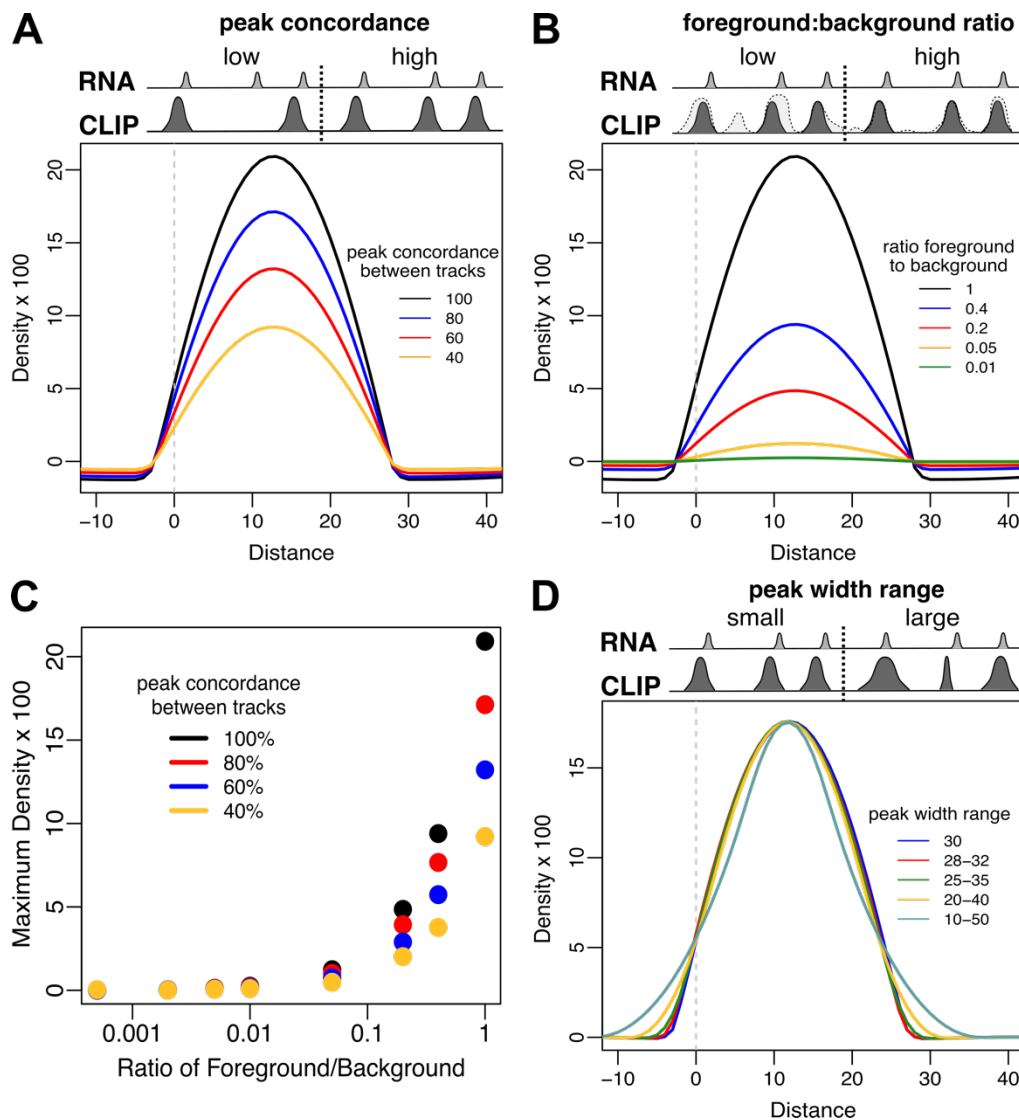 A
peak concordance
low
high
RNA
CLIP
20
15
10
5
0
Density x 100
peak concordance
between tracks
100
80
60
40
−10
0
10
20
30
40
Distance
B
foreground:background ratio
low
high
RNA
CLIP
20
15
10
5
0
Density x 100
ratio foreground
to background
1
0.4
0.2
0.05
0.01
−10
0
10
20
30
40
Distance
C
20
15
10
5
0
Maximum Density x 100
peak concordance
between tracks
100%
80%
60%
40%
0.001
0.01
0.1
1
Ratio of Foreground/Background
D
peak width range
small
large
RNA
CLIP
15
10
5
0
Density x 100
peak width range
30
28−32
25−35
20−40
10−50
−10
0
10
20
30
40
Distance